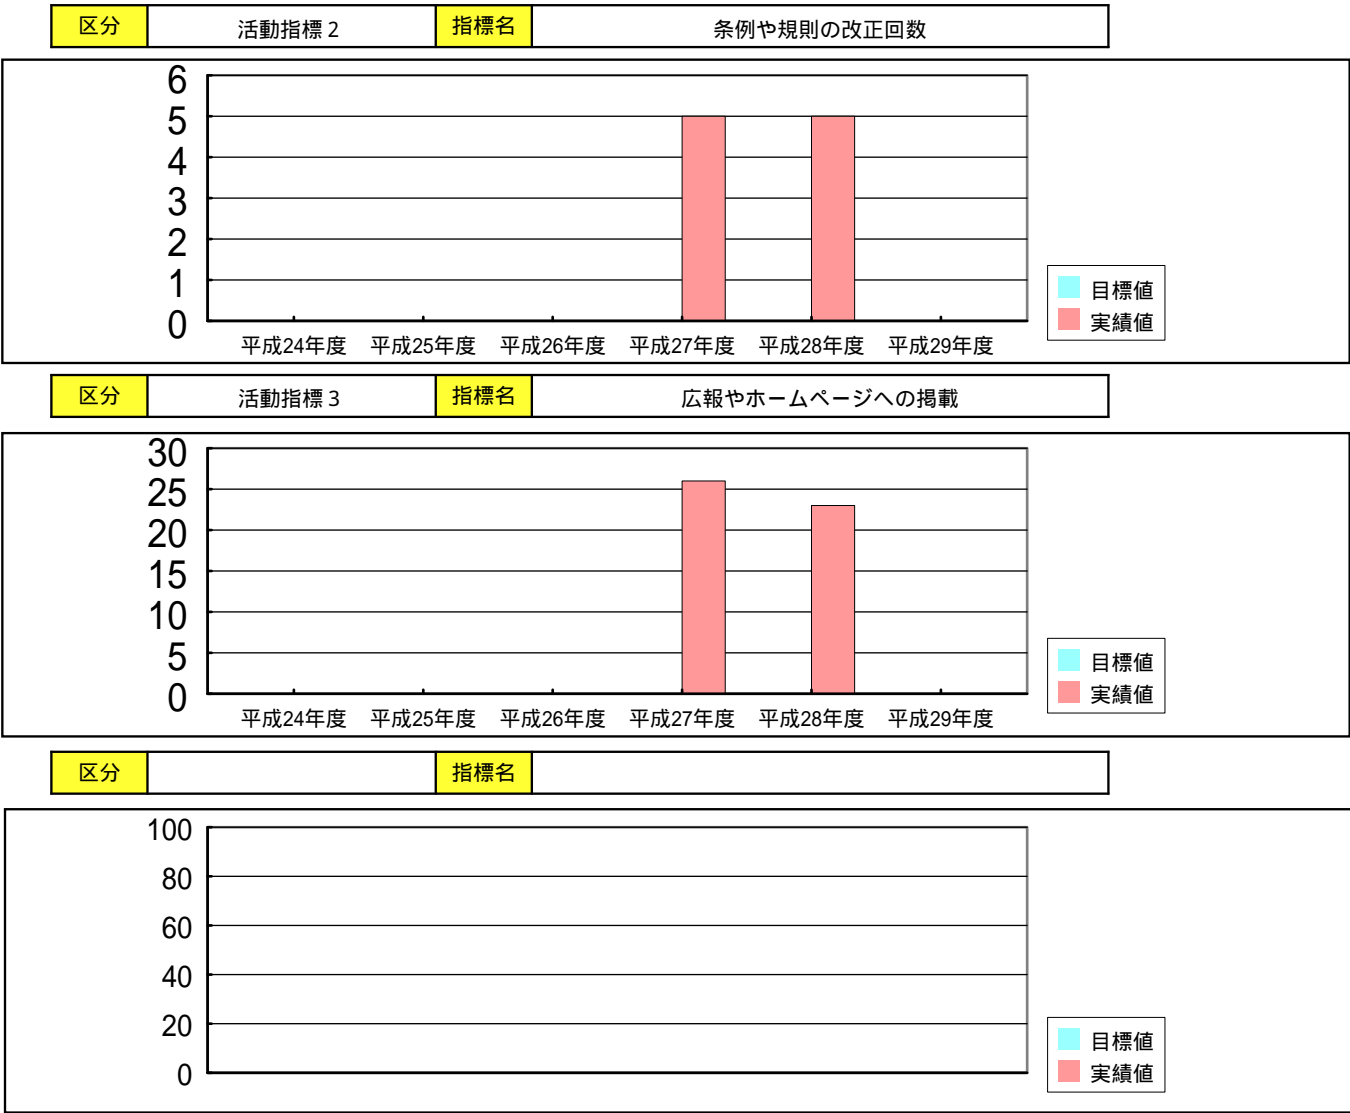 区分 活動指標2 指標名 条例や規則の改正回数
6
5
4
3
2
1
0
平成24年度 平成25年度 平成26年度 平成27年度 平成28年度 平成29年度
目標値
実績値
区分 活動指標3 指標名 広報やホームページへの掲載
30
25
20
15
10
5
0
平成24年度 平成25年度 平成26年度 平成27年度 平成28年度 平成29年度
目標値
実績値
区分 指標名
100
80
60
40
20
0
目標値
実績値